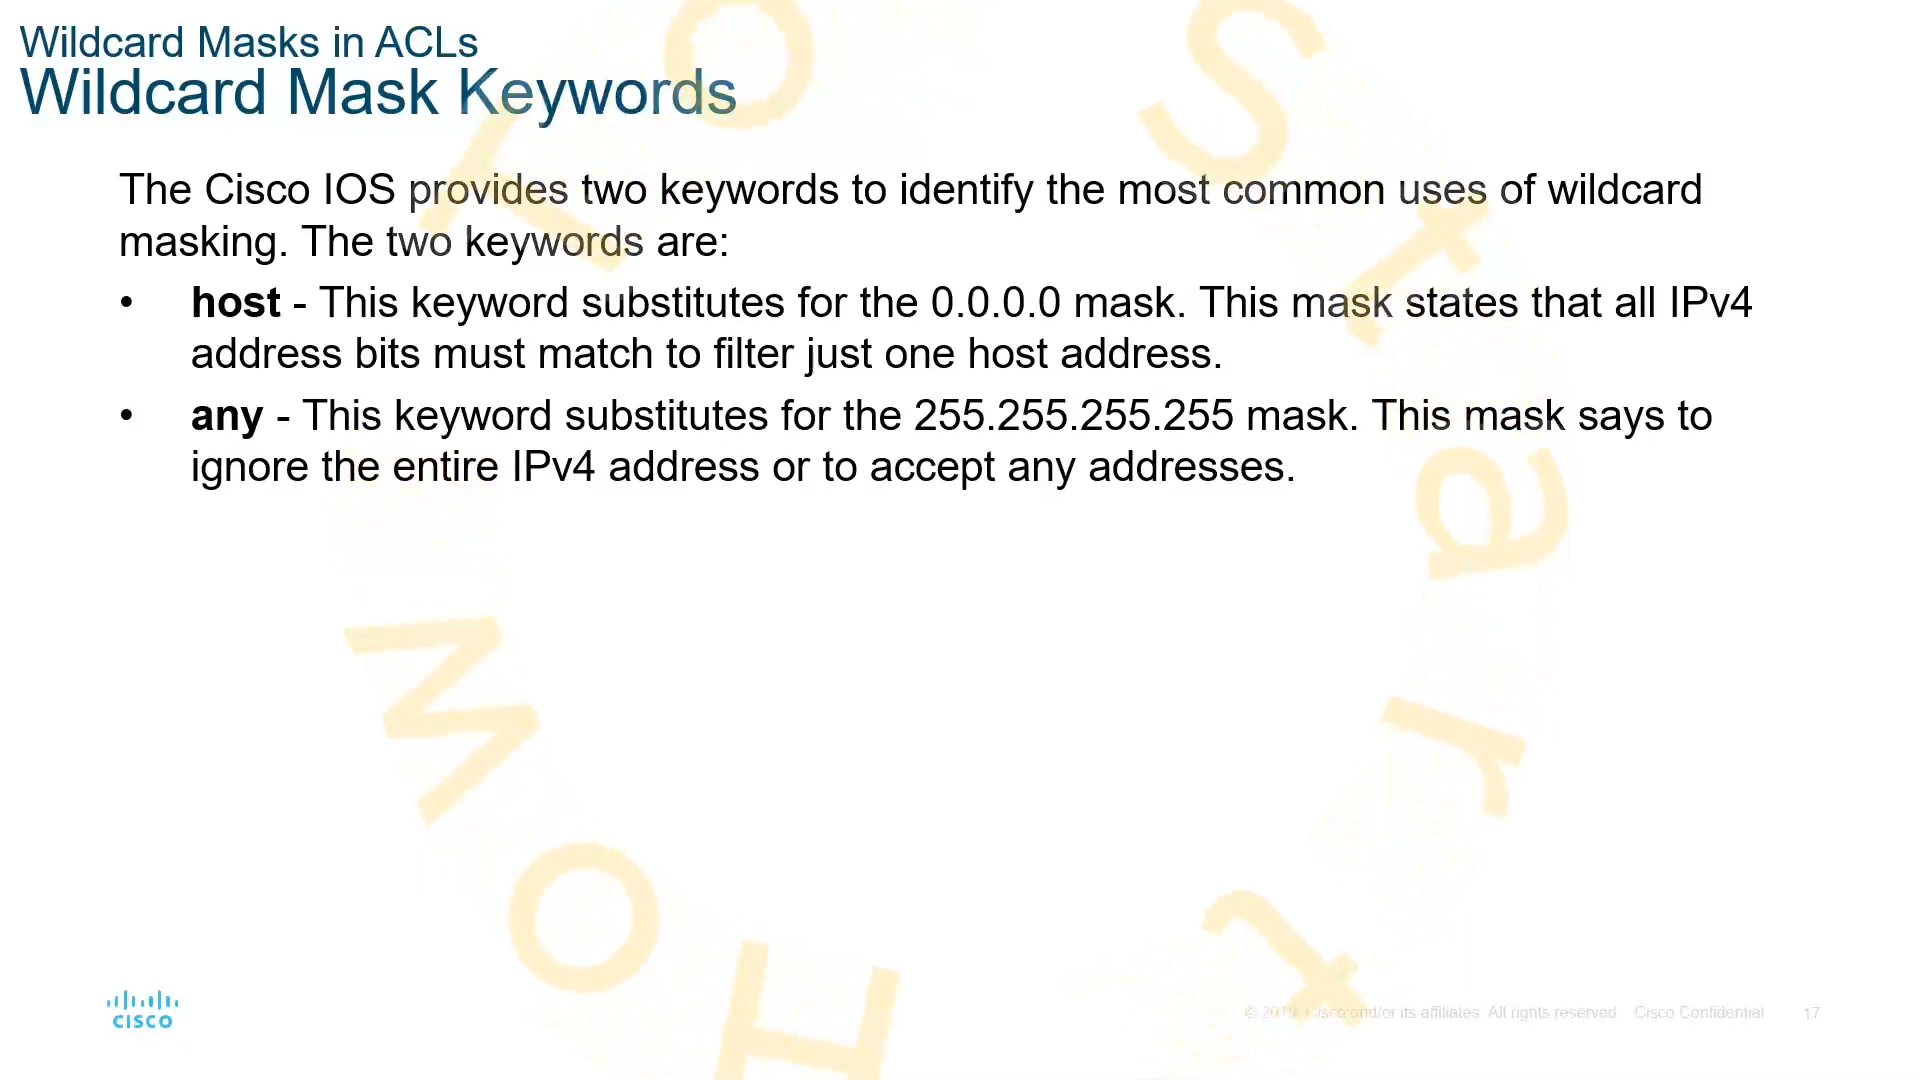 Wildcard Masks in ACLs
Wildcard Mask Keywords
The Cisco IOS provides two keywords to identify the most common uses of wildcard
masking. The two keywords are:
• host - This keyword substitutes for the 0.0.0.0 mask. This mask states that all IPv4
address bits must match to filter just one host address.
• any - This keyword substitutes for the 255.255.255.255 mask. This mask says to
ignore the entire IPv4 address or to accept any addresses.
How To Start
CISCO
and/or its affiliates. All rights reserved. Cisco Confidential
17